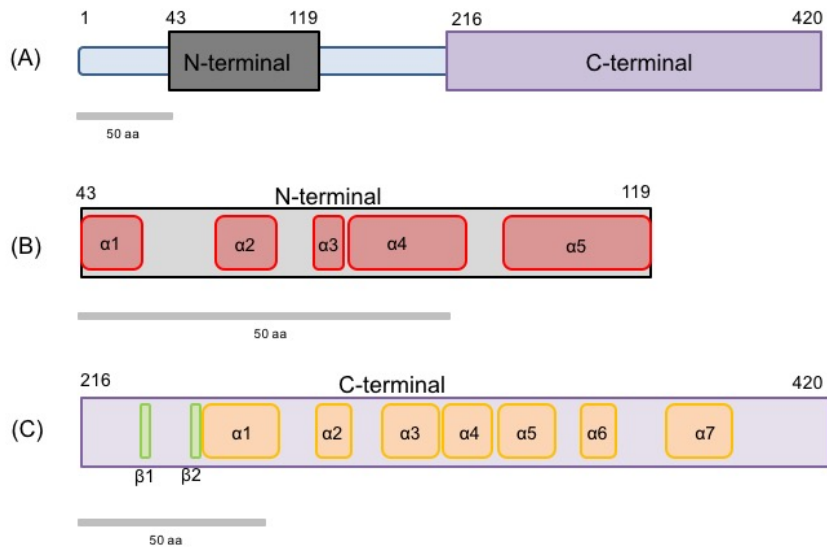 1 43 119 216 420
(A) N-terminal C-terminal
50 aa
43 N-terminal 119
(B) α1 α2 α3 α4 α5
50 aa
216 C-terminal 420
(C) α1 α2 α3 α4 α5 α6 α7
β1 β2
50 aa